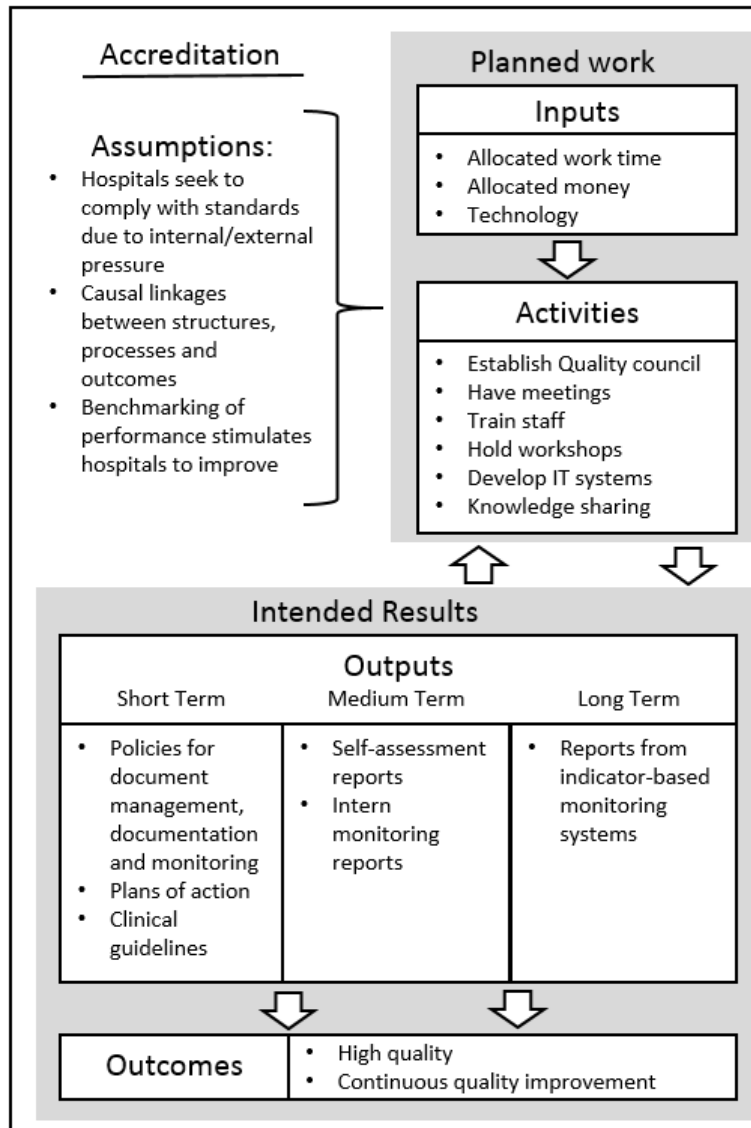 Accreditation
Assumptions:
• Hospitals seek to
comply with standards
due to internal/external
pressure
• Causal linkages
between structures,
processes and
outcomes
• Benchmarking of
performance stimulates
hospitals to improve
Planned work
Inputs
• Allocated work time
• Allocated money
• Technology
Activities
• Establish Quality council
• Have meetings
• Train staff
• Hold workshops
• Develop IT systems
• Knowledge sharing
Intended Results
Outputs
Short Term
• Policies for
document
management,
documentation
and monitoring
• Plans of action
• Clinical
guidelines
Medium Term
• Self-assessment
reports
• Intern
monitoring
reports
Long Term
• Reports from
indicator-based
monitoring
systems
Outcomes
• High quality
• Continuous quality improvement